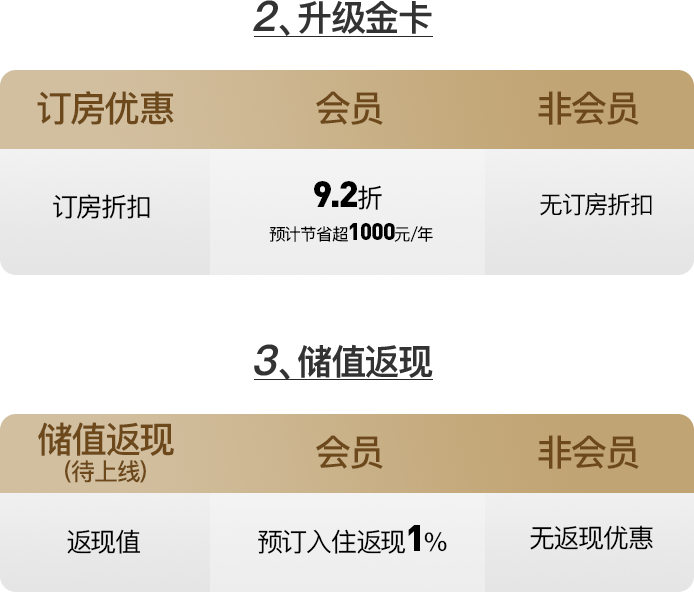 2、升级金卡
订房优惠 会员 非会员
订房折扣 9.2折 无订房折扣
预计节省超1000元/年
3、储值返现
储值返现 会员 非会员
(待上线)
返现值 预订入住返现1% 无返现优惠